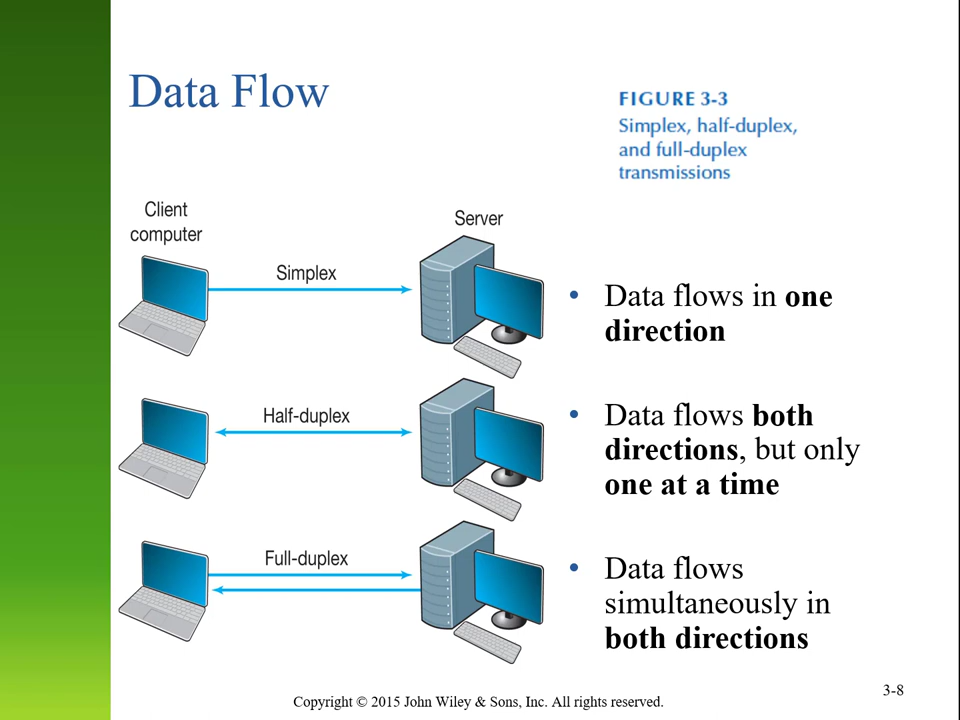 Data Flow
FIGURE 3-3
Simplex, half-duplex,
and full-duplex
transmissions
Client
computer
Server
Simplex
• Data flows in one
direction
Half-duplex
• Data flows both
directions, but only
one at a time
Full-duplex
• Data flows
simultaneously in
both directions
Copyright © 2015 John Wiley & Sons, Inc. All rights reserved.
3-8